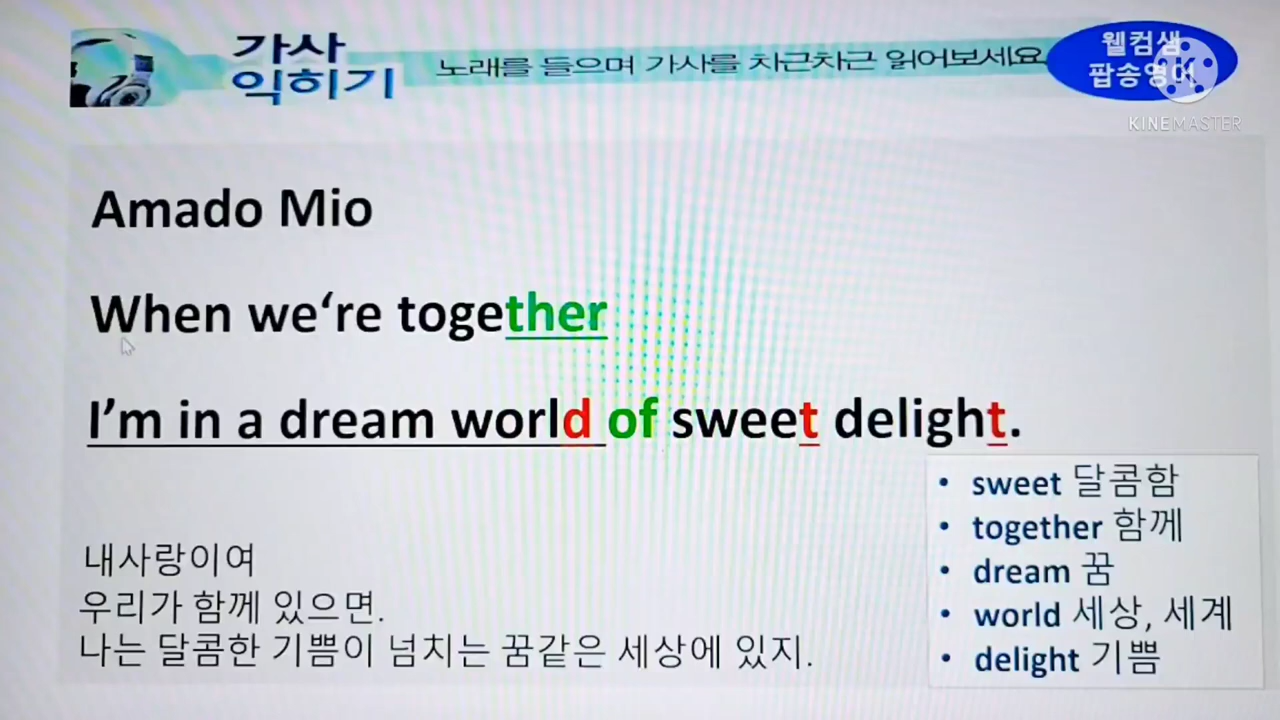 가사
익히기
노래를 들으며 가사를 차근차근 읽어보세요
웰컴샘
팝송영어
KINEMASTER
Amado Mio
When we‘re together
I’m in a dream world of sweet delight.
• sweet 달콤함
• together 함께
• dream 꿈
• world 세상, 세계
• delight 기쁨
내사랑이여
우리가 함께 있으면.
나는 달콤한 기쁨이 넘치는 꿈같은 세상에 있지.